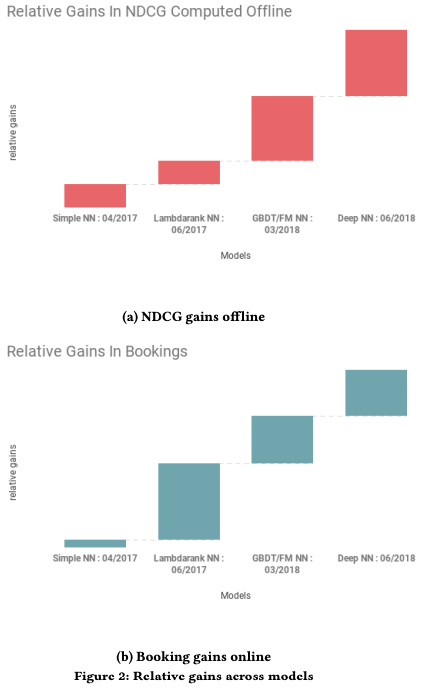 Relative Gains In NDCG Computed Offline
relative gains
Simple NN : 04/2017
Lambdarank NN :
06/2017
GBDT/FM NN :
03/2018
Deep NN : 06/2018
Models
(a) NDCG gains offline
Relative Gains In Bookings
relative gains
Simple NN : 04/2017
Lambdarank NN :
06/2017
GBDT/FM NN :
03/2018
Deep NN : 06/2018
Models
(b) Booking gains online
Figure 2: Relative gains across models